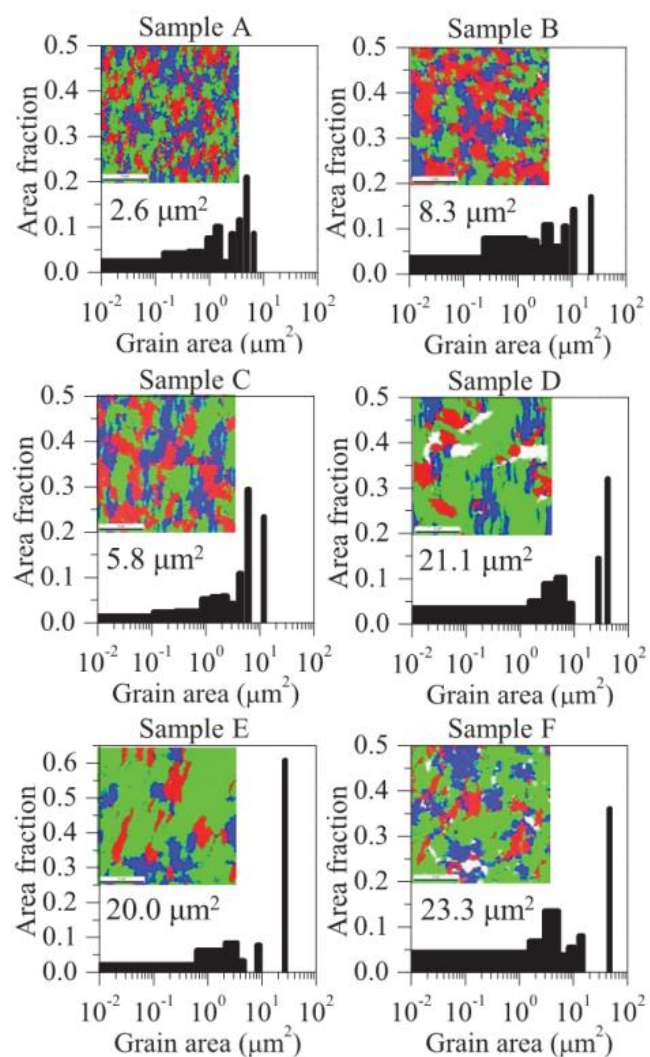 Sample A
0.5
0.4
0.3
0.2
0.1
0.0
Area fraction
2.6 μm²
10⁻² 10⁻¹ 10⁰ 10¹ 10²
Grain area (μm²)
Sample B
0.5
0.4
0.3
0.2
0.1
0.0
Area fraction
8.3 μm²
10⁻² 10⁻¹ 10⁰ 10¹ 10²
Grain area (μm²)
Sample C
0.5
0.4
0.3
0.2
0.1
0.0
Area fraction
5.8 μm²
10⁻² 10⁻¹ 10⁰ 10¹ 10²
Grain area (μm²)
Sample D
0.5
0.4
0.3
0.2
0.1
0.0
Area fraction
21.1 μm²
10⁻² 10⁻¹ 10⁰ 10¹ 10²
Grain area (μm²)
Sample E
0.6
0.5
0.4
0.3
0.2
0.1
0.0
Area fraction
20.0 μm²
10⁻² 10⁻¹ 10⁰ 10¹ 10²
Grain area (μm²)
Sample F
0.5
0.4
0.3
0.2
0.1
0.0
Area fraction
23.3 μm²
10⁻² 10⁻¹ 10⁰ 10¹ 10²
Grain area (μm²)